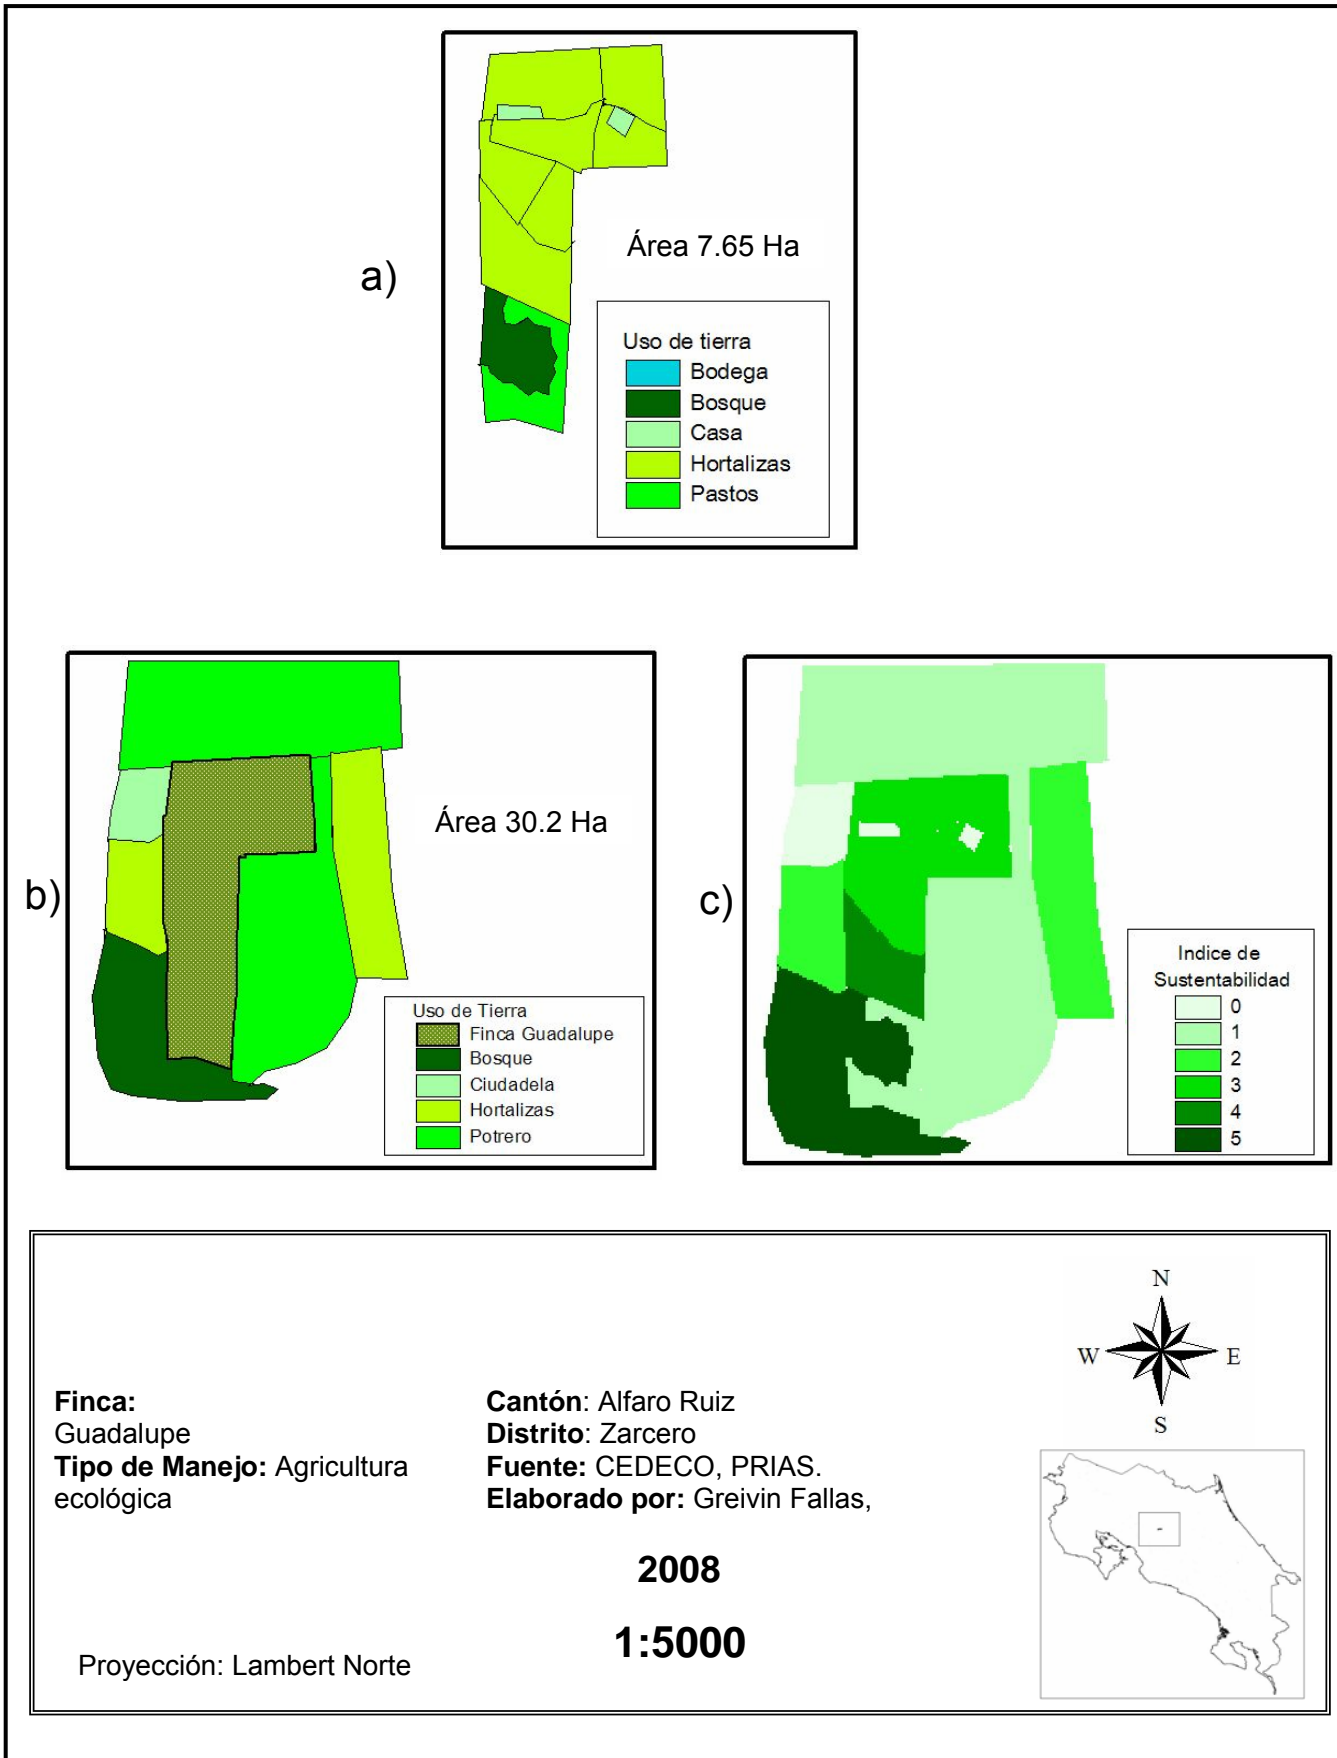 Área 7.65 Ha
a)
Uso de tierra
Bodega
Bosque
Casa
Hortalizas
Pastos
b)
Área 30.2 Ha
Uso de Tierra
Finca Guadalupe
Bosque
Ciudadela
Hortalizas
Potrero
c)
Indice de
Sustentabilidad
0
1
2
3
4
5
N
W
E
S
Finca:
Guadalupe
Tipo de Manejo: Agricultura
ecológica
Cantón: Alfaro Ruiz
Distrito: Zarcero
Fuente: CEDECO, PRIAS.
Elaborado por: Greivin Fallas,
2008
1:5000
Proyección: Lambert Norte